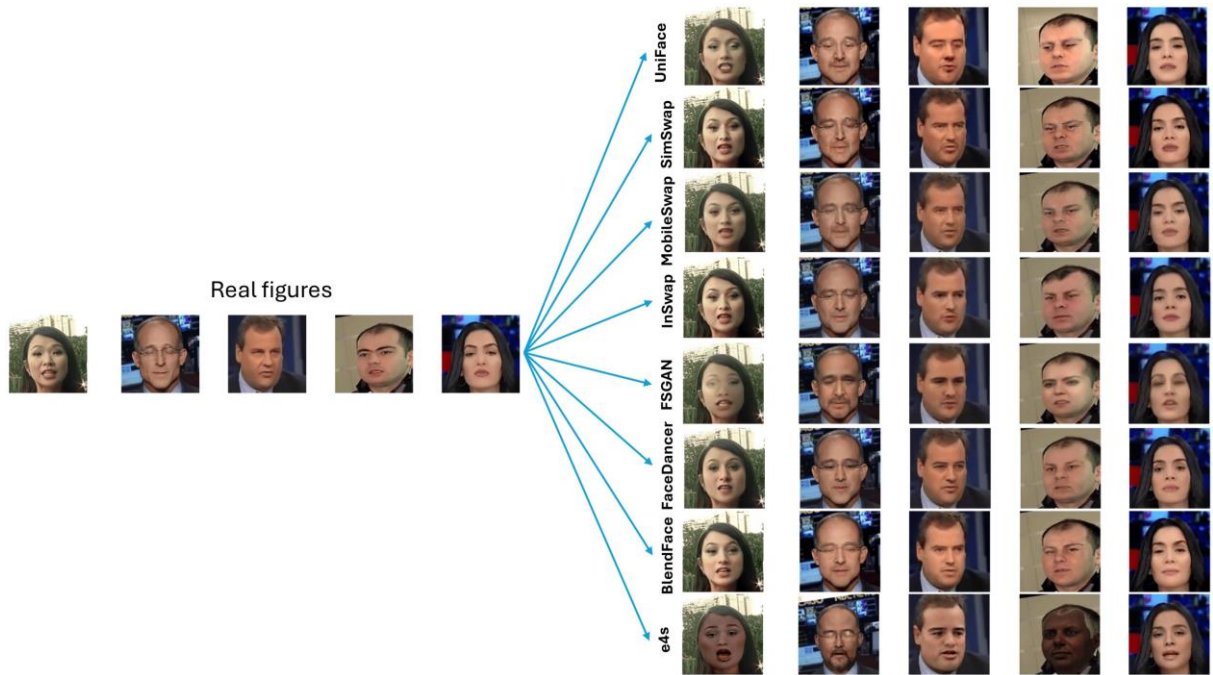 Real figures
UniFace
SimSwap
MobileSwap
InSwap
FSGAN
FaceDancer
BlendFace
e4s